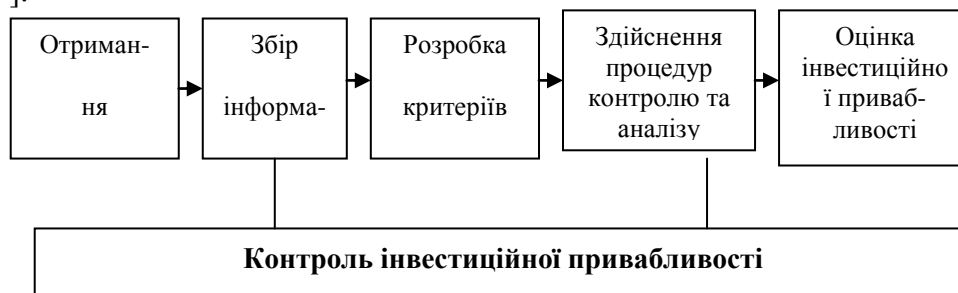 ].
Отриман-
ня
Збір
інформа-
Розробка
критеріїв
Здійснення
процедур
контролю та
аналізу
Оцінка
інвестиційно
ї приваб-
ливості
Контроль інвестиційної привабливості